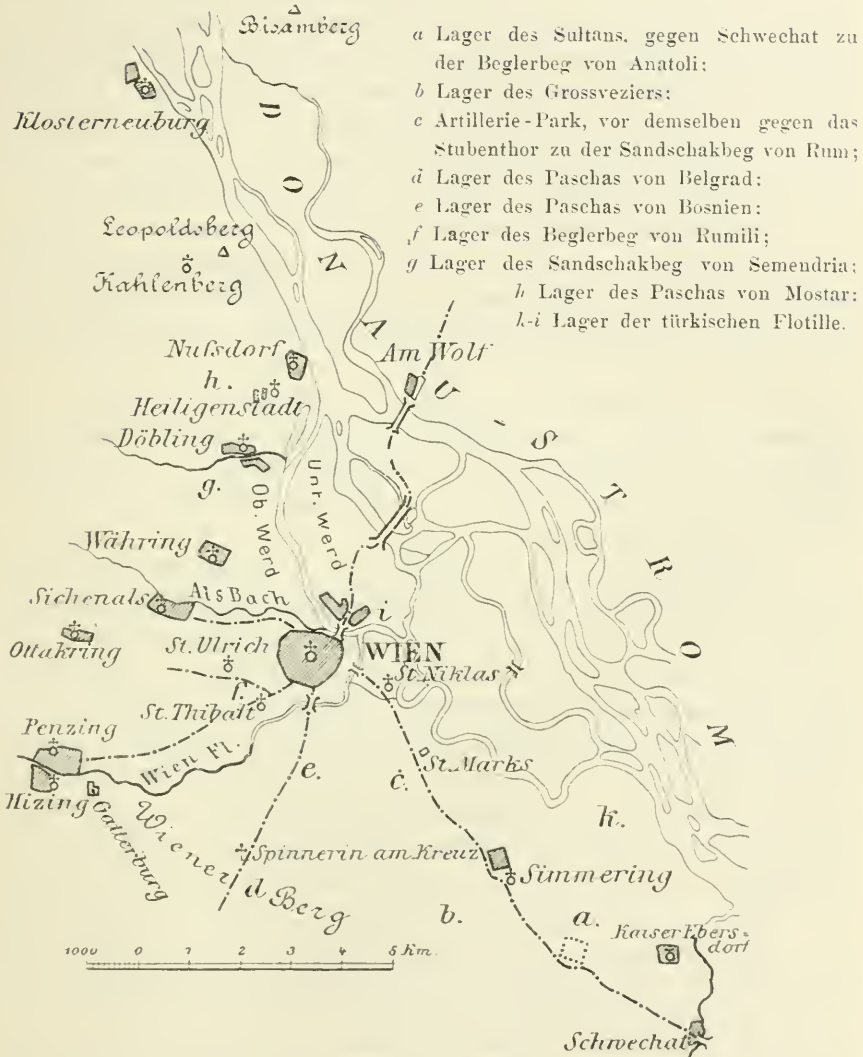 Bisamberg
a Lager des Sultans, gegen Schwechat zu
der Beglerbeg von Anatoli;
b Lager des Grossveziers;
c Artillerie-Park, vor demselben gegen das
Stubenthor zu der Sandschakbeg von Rum;
d Lager des Paschas von Belgrad;
e Lager des Paschas von Bosnien;
f Lager des Beglerbeg von Rumili;
g Lager des Sandschakbeg von Semendria;
h Lager des Paschas von Mostar;
k-i Lager der türkischen Flotille.
Klosterneuburg
DONAU-STROM
Leopoldsberg
Kahlenberg
Nußdorf
Am Wolf
h.
Heiligenstadt
Döbling
g.
Ob. Werd
Unt. Werd
Währing
Sichenals
Als Bach
i
Ottakring
St. Ulrich
WIEN
St. Niklas
f.
St. Thibalt
Penzing
Wien Fl.
e.
c.
St. Marks
Hizing
Gatterburg
k.
Wiener Berg
Spinnerin am Kreuz
d
Simmering
b.
a.
Kaiser Ebers=
dorf
1000 0 1 2 3 4 5 Km.
Schwechat